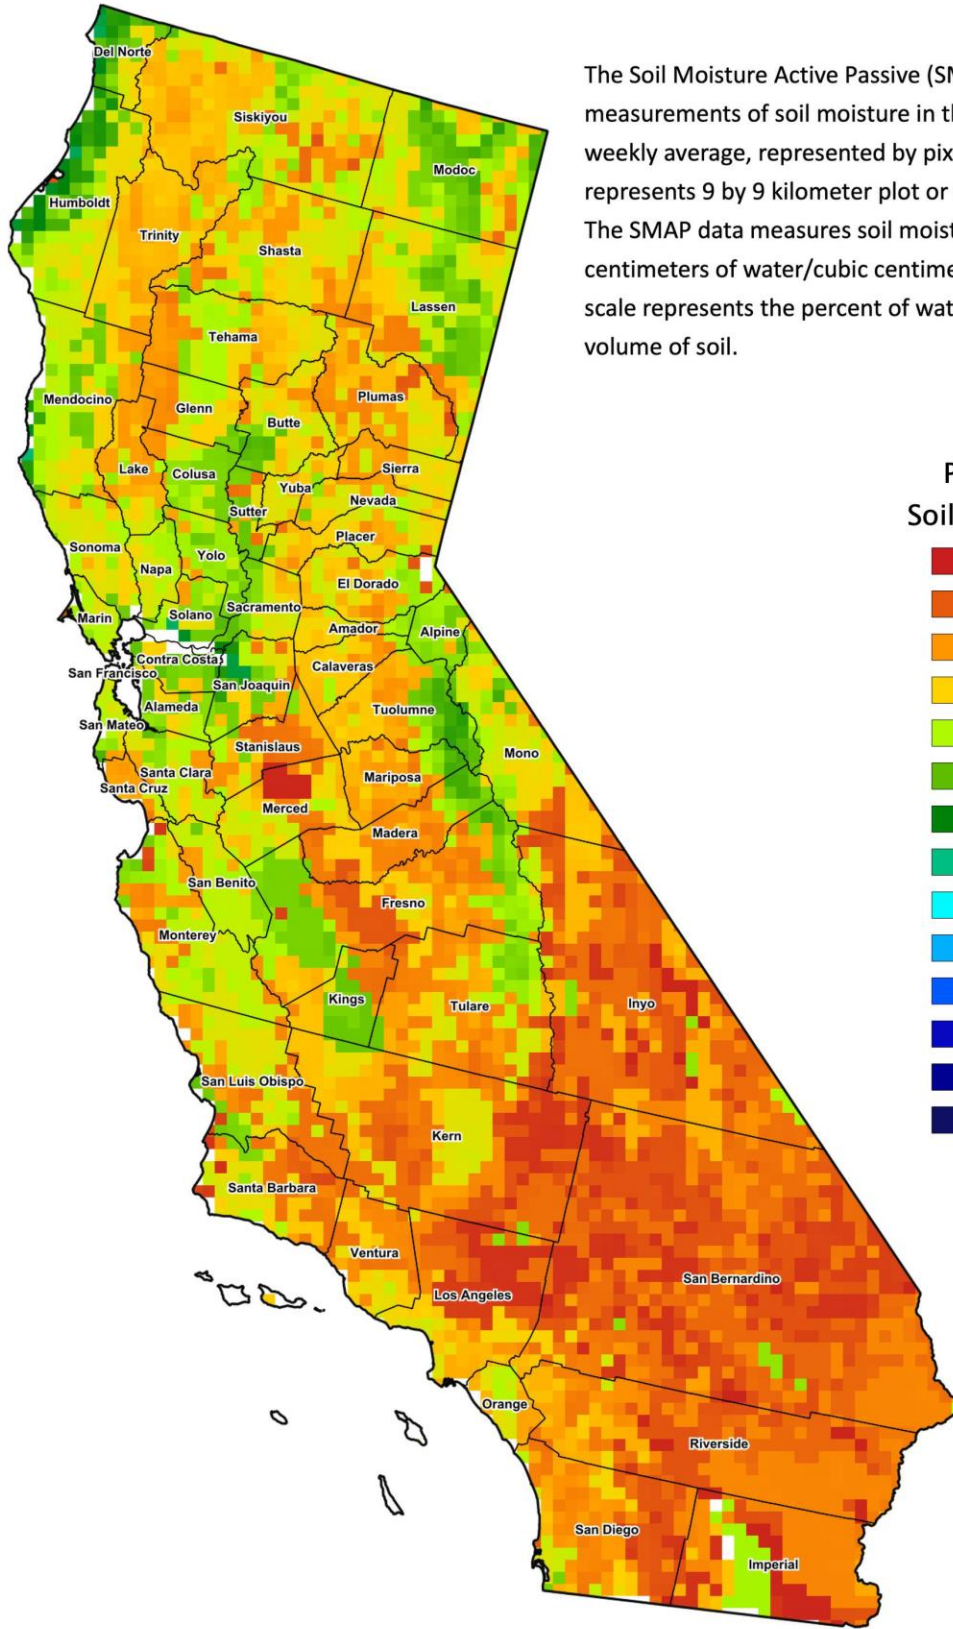 The Soil Moisture Active Passive (SM
measurements of soil moisture in th
weekly average, represented by pix
represents 9 by 9 kilometer plot or
The SMAP data measures soil moist
centimeters of water/cubic centime
scale represents the percent of wat
volume of soil.
P
Soil
Del Norte
Siskiyou
Modoc
Humboldt
Trinity
Shasta
Lassen
Tehama
Mendocino
Glenn
Butte
Plumas
Lake
Colusa
Yuba
Sierra
Sutter
Nevada
Placer
Sonoma
Napa
Yolo
El Dorado
Marin
Solano
Sacramento
Amador
Alpine
San Francisco
Contra Costa
San Joaquin
Calaveras
San Mateo
Alameda
Tuolumne
Stanislaus
Mono
Santa Clara
Santa Cruz
Merced
Mariposa
Madera
San Benito
Fresno
Monterey
Kings
Tulare
Inyo
San Luis Obispo
Kern
Santa Barbara
Ventura
Los Angeles
San Bernardino
Orange
Riverside
San Diego
Imperial